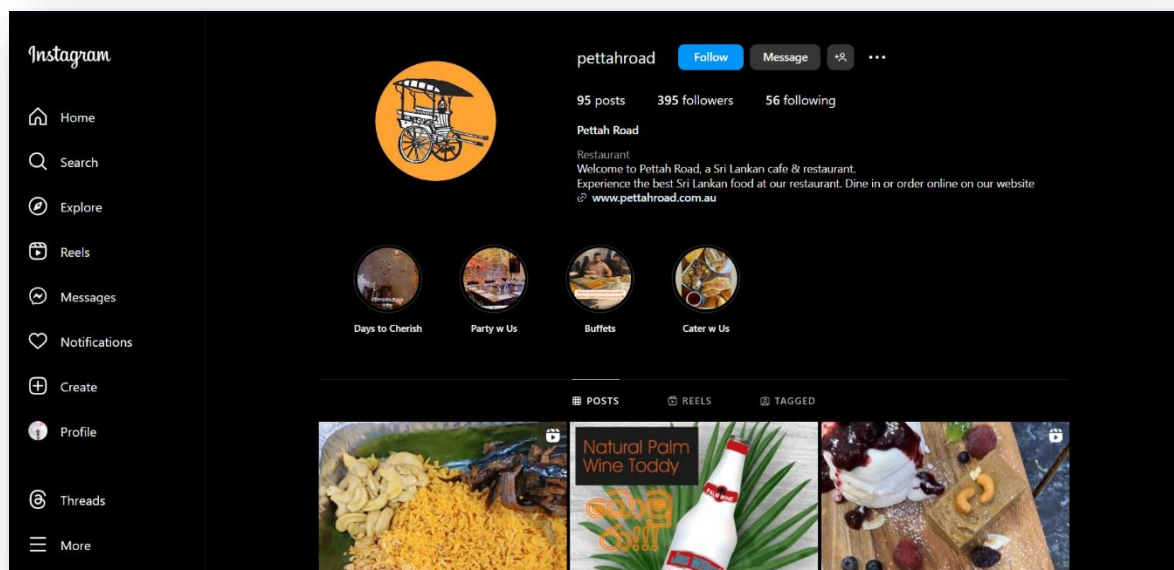 Instagram
Home
Search
Explore
Reels
Messages
Notifications
Create
Profile
Threads
More
pettahroad
Follow
Message
95 posts 395 followers 56 following
Pettah Road
Restaurant
Welcome to Pettah Road, a Sri Lankan cafe & restaurant.
Experience the best Sri Lankan food at our restaurant. Dine in or order online on our website
www.pettahroad.com.au
Days to Cherish
Party w Us
Buffets
Cater w Us
POSTS REELS TAGGED
Natural Palm
Wine Toddy
PALM WINE